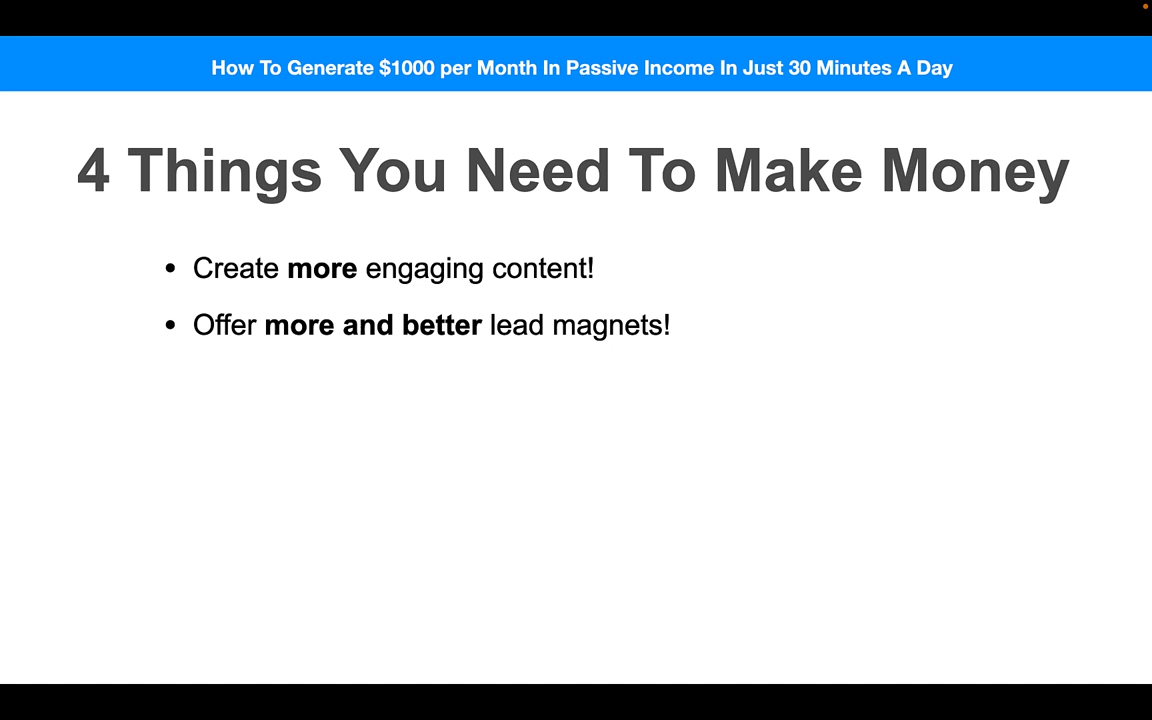 How To Generate $1000 per Month In Passive Income In Just 30 Minutes A Day
4 Things You Need To Make Money
• Create more engaging content!
• Offer more and better lead magnets!